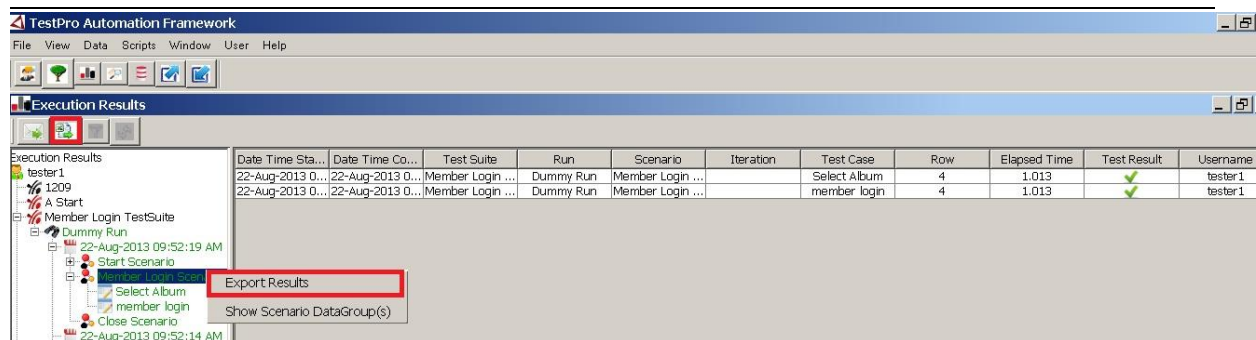 TestPro Automation Framework
File View Data Scripts Window User Help
Execution Results
Execution Results
tester1
1209
A Start
Member Login TestSuite
Dummy Run
22-Aug-2013 09:52:19 AM
Start Scenario
Member Login Scen
Select Album
member login
Close Scenario
22-Aug-2013 09:52:14 AM
Export Results
Show Scenario DataGroup(s)
Date Time Sta... Date Time Co... Test Suite Run Scenario Iteration Test Case Row Elapsed Time Test Result Username
22-Aug-2013 0... 22-Aug-2013 0... Member Login ... Dummy Run Member Login ... Select Album 4 1.013 tester1
22-Aug-2013 0... 22-Aug-2013 0... Member Login ... Dummy Run Member Login ... member login 4 1.013 tester1